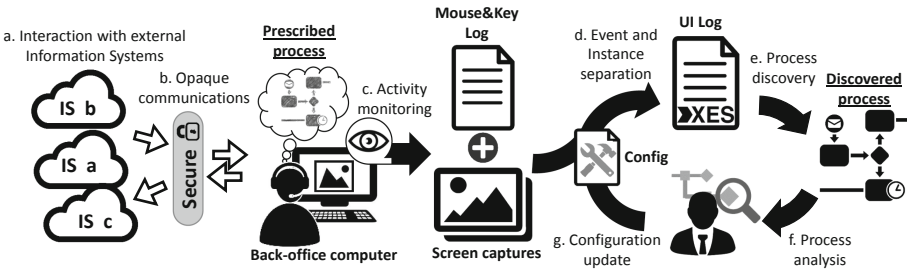 a. Interaction with external
Information Systems
IS b
IS a
IS c
b. Opaque
communications
Secure
Prescribed
process
c. Activity
monitoring
Back-office computer
Mouse&Key
Log
Screen captures
d. Event and
Instance
separation
Config
g. Configuration
update
UI Log
XES
e. Process
discovery
Discovered
process
f. Process
analysis